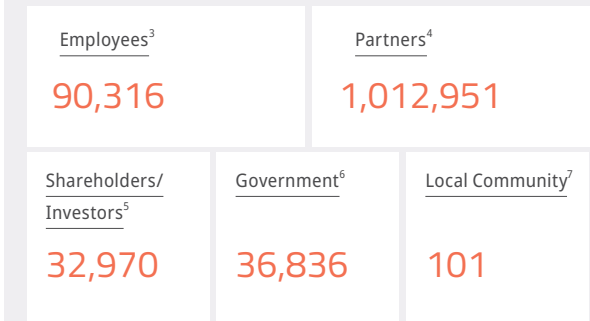 Employees3
Partners4
90,316
1,012,951
Shareholders/
Investors5
Government6
Local Community7
32,970
36,836
101